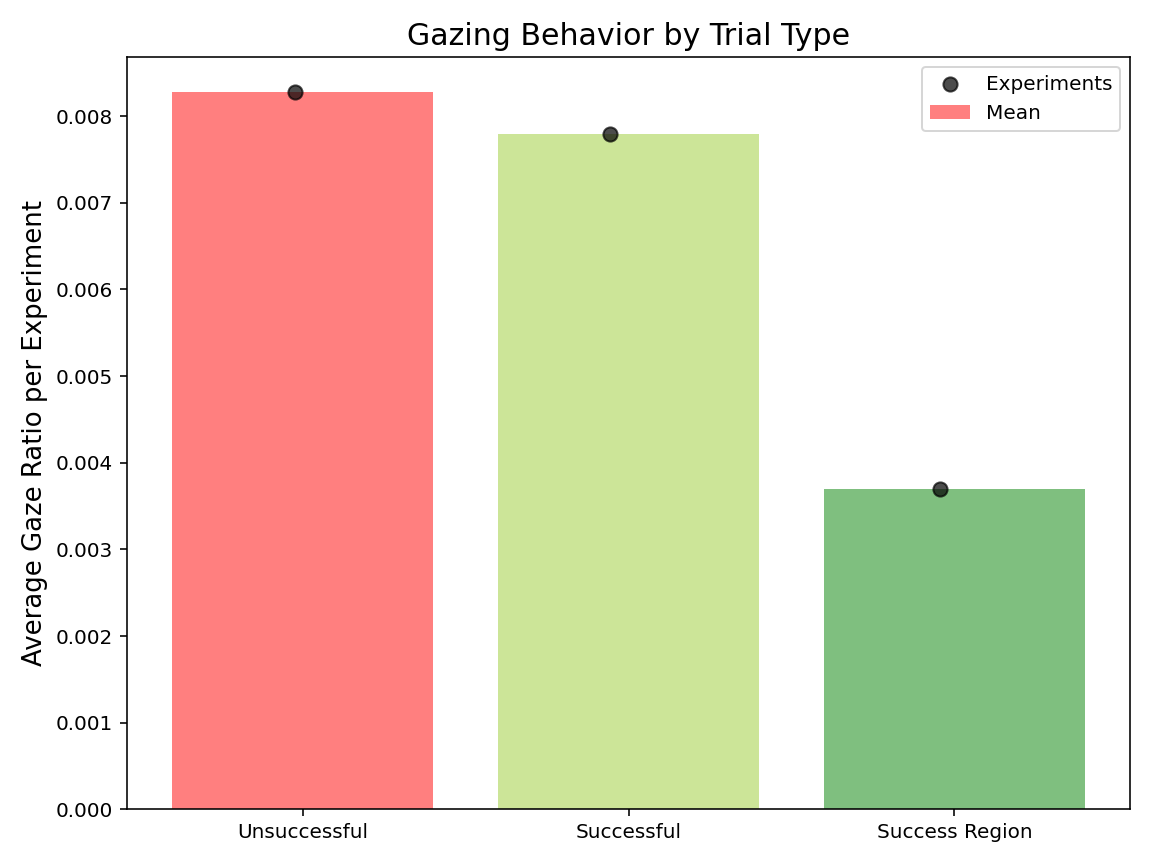 Gazing Behavior by Trial Type
Experiments
Mean
Average Gaze Ratio per Experiment
0.008
0.007
0.006
0.005
0.004
0.003
0.002
0.001
0.000
Unsuccessful
Successful
Success Region